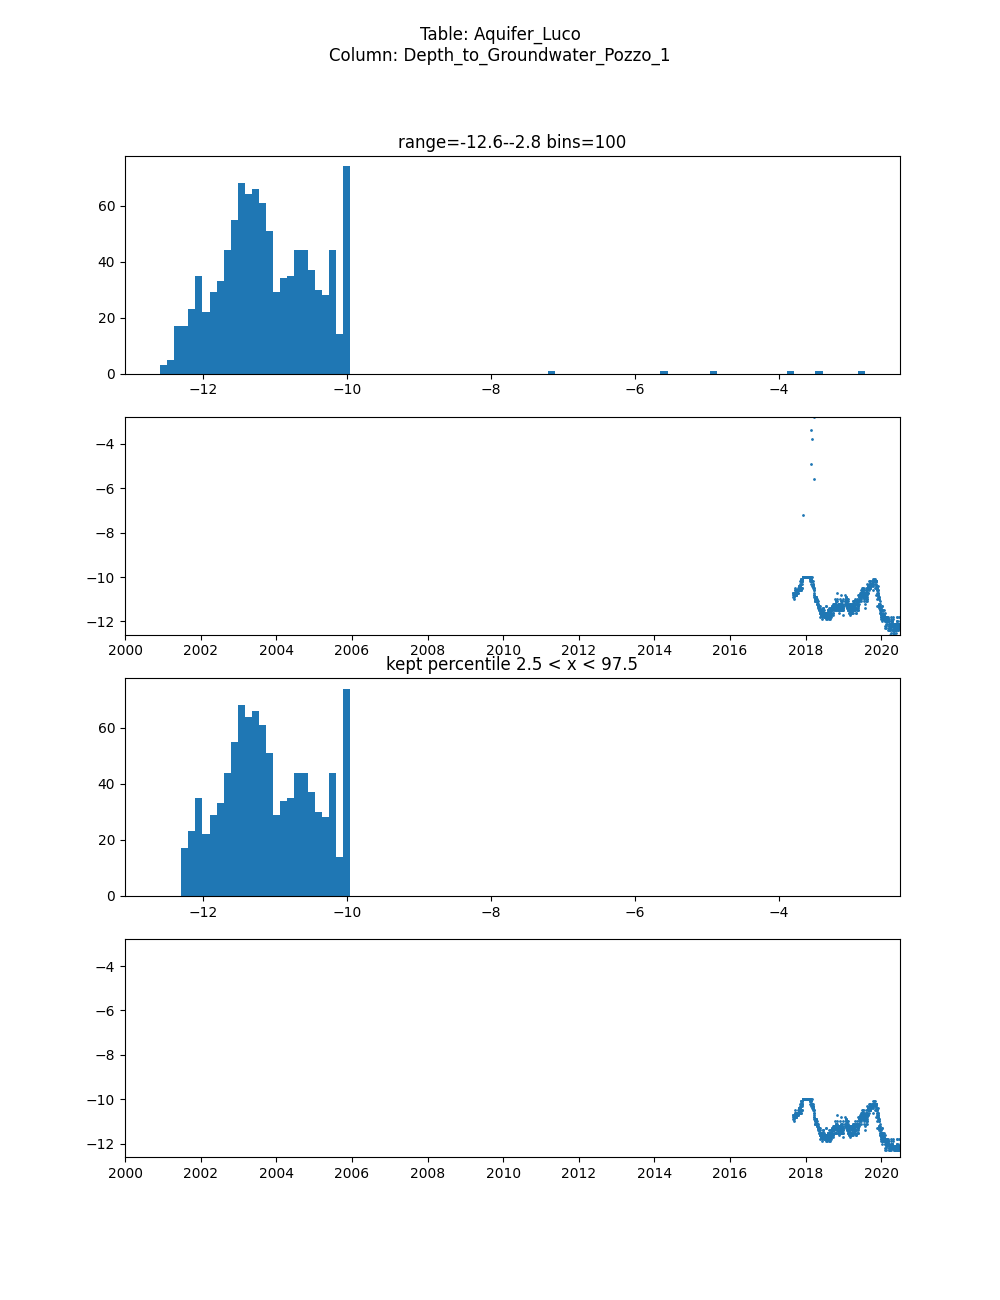 Table: Aquifer_Luco
Column: Depth_to_Groundwater_Pozzo_1
range=-12.6--2.8 bins=100
60
40
20
0
−12 −10 −8 −6 −4
−4
−6
−8
−10
−12
2000 2002 2004 2006 2008 2010 2012 2014 2016 2018 2020
kept percentile 2.5 < x < 97.5
60
40
20
0
−12 −10 −8 −6 −4
−4
−6
−8
−10
−12
2000 2002 2004 2006 2008 2010 2012 2014 2016 2018 2020